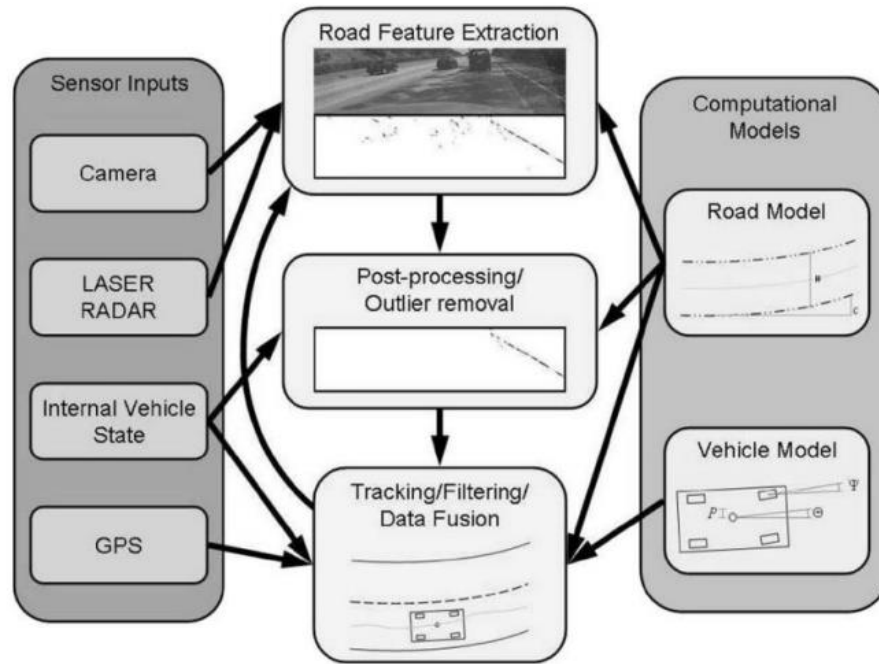 Road Feature Extraction
Sensor Inputs
Camera
LASER
RADAR
Internal Vehicle
State
GPS
Post-processing/
Outlier removal
Tracking/Filtering/
Data Fusion
Computational
Models
Road Model
C
Vehicle Model
P
Θ
Ψ